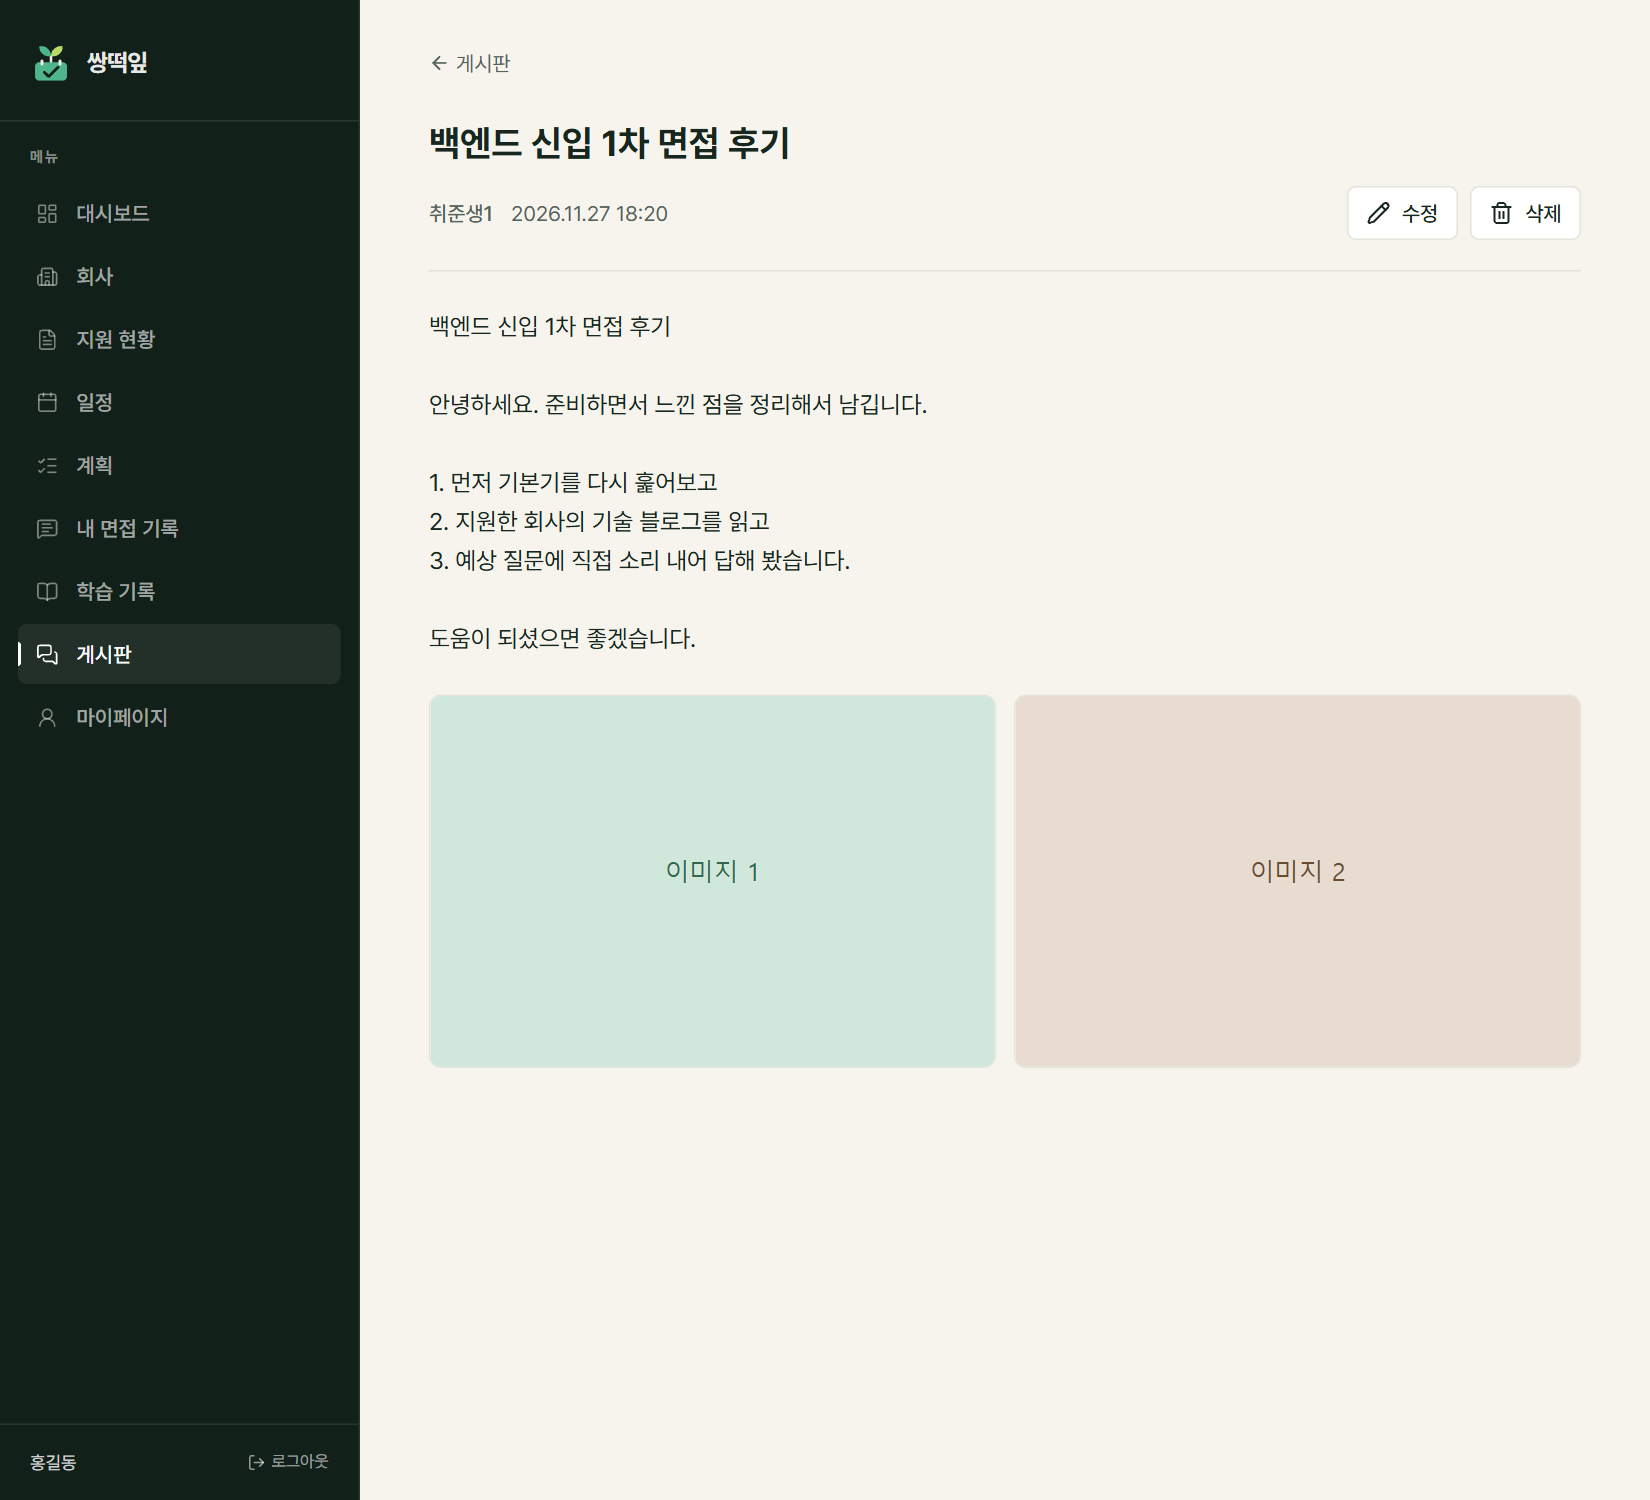 쌍떡잎
메뉴
대시보드
회사
지원 현황
일정
계획
내 면접 기록
학습 기록
게시판
마이페이지
홍길동
로그아웃
게시판
백엔드 신입 1차 면접 후기
취준생1 2026.11.27 18:20
수정
삭제
백엔드 신입 1차 면접 후기
안녕하세요. 준비하면서 느낀 점을 정리해서 남깁니다.
1. 먼저 기본기를 다시 훑어보고
2. 지원한 회사의 기술 블로그를 읽고
3. 예상 질문에 직접 소리 내어 답해 봤습니다.
도움이 되셨으면 좋겠습니다.
이미지 1
이미지 2